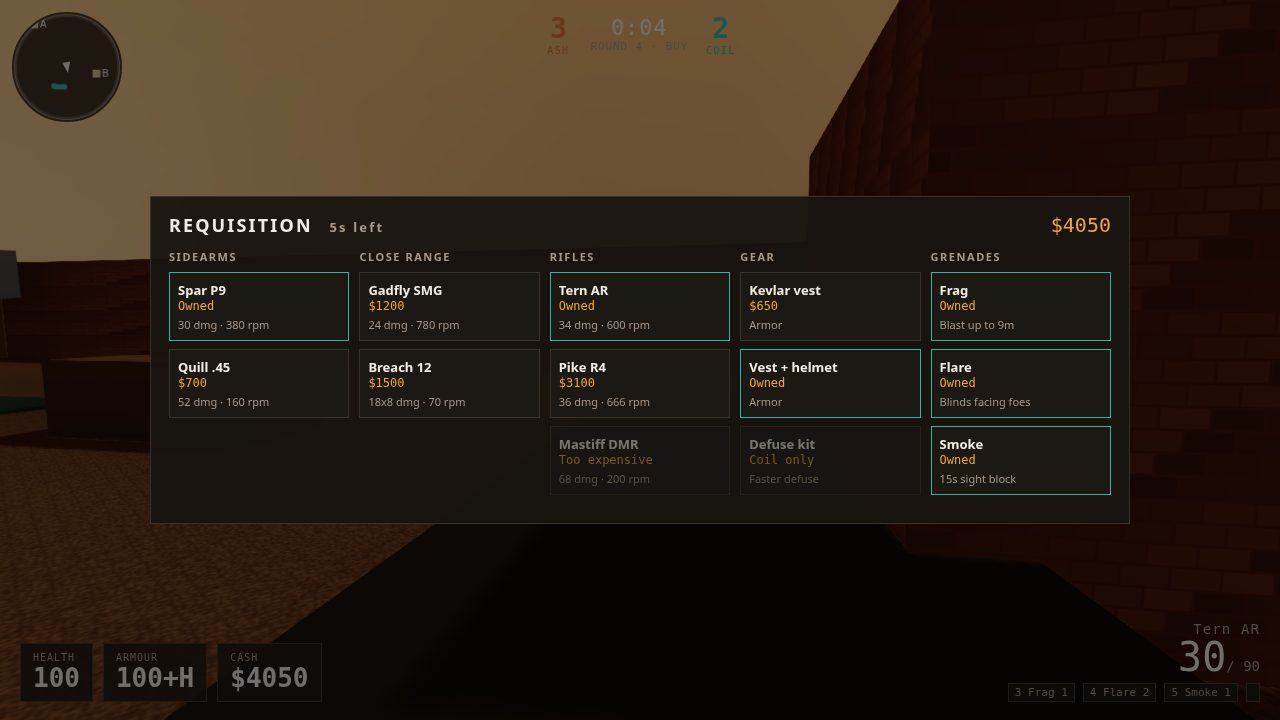 A
B
3 0:04 2
ASH ROUND 4 · BUY COIL
REQUISITION 5s left $4050
SIDEARMS
Spar P9
Owned
30 dmg · 380 rpm
Quill .45
$700
52 dmg · 160 rpm
CLOSE RANGE
Gadfly SMG
$1200
24 dmg · 780 rpm
Breach 12
$1500
18x8 dmg · 70 rpm
RIFLES
Tern AR
Owned
34 dmg · 600 rpm
Pike R4
$3100
36 dmg · 666 rpm
Mastiff DMR
Too expensive
68 dmg · 200 rpm
GEAR
Kevlar vest
$650
Armor
Vest + helmet
Owned
Armor
Defuse kit
Coil only
Faster defuse
GRENADES
Frag
Owned
Blast up to 9m
Flare
Owned
Blinds facing foes
Smoke
Owned
15s sight block
HEALTH
100
ARMOUR
100+H
CASH
$4050
Tern AR
30 / 90
3 Frag 1 4 Flare 2 5 Smoke 1